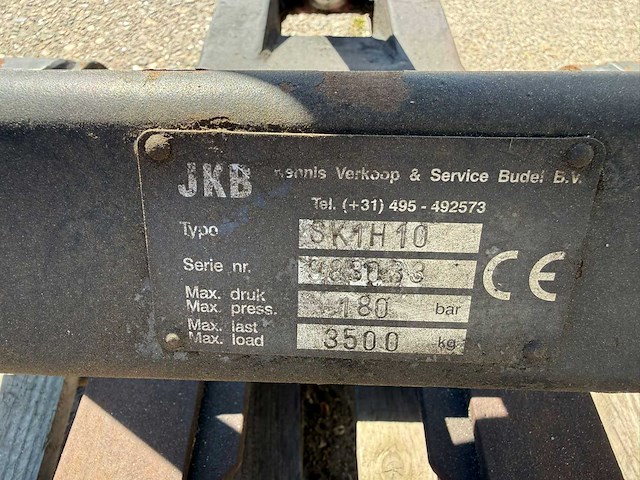 JKB Verkoop & Service Budel B.V.
Tel. (+31) 495 - 492573
Type SK1H10
Serie nr.
Max. druk
Max. press. 180 bar
Max. last
Max. load 3500 kg
CE